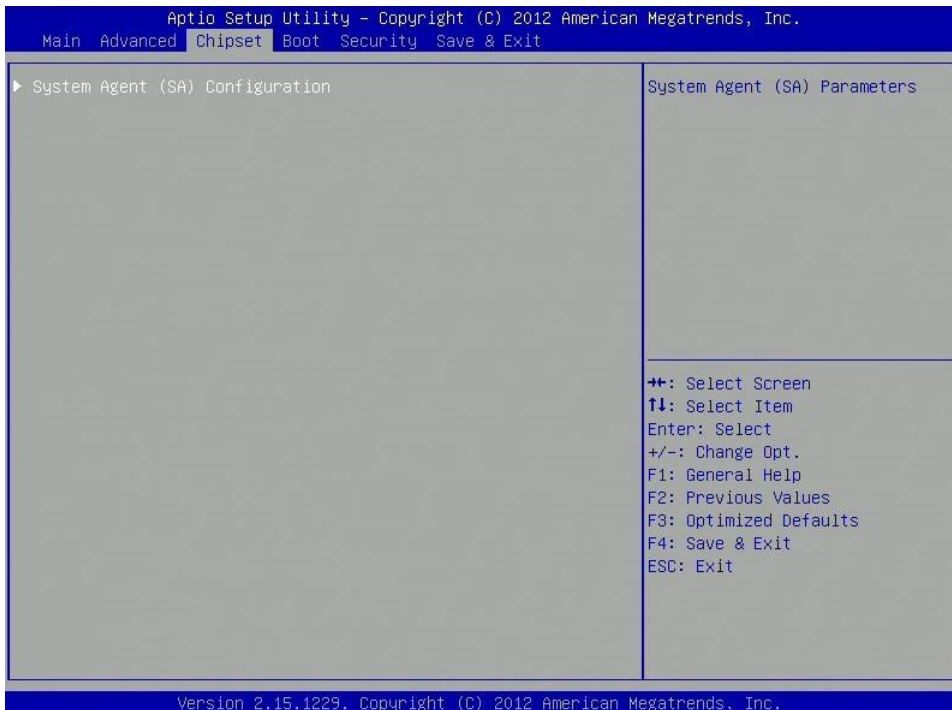 Aptio Setup Utility – Copyright (C) 2012 American Megatrends, Inc.
Main Advanced Chipset Boot Security Save & Exit
▶ System Agent (SA) Configuration
System Agent (SA) Parameters
→←: Select Screen
↑↓: Select Item
Enter: Select
+/-: Change Opt.
F1: General Help
F2: Previous Values
F3: Optimized Defaults
F4: Save & Exit
ESC: Exit
Version 2.15.1229. Copyright (C) 2012 American Megatrends, Inc.